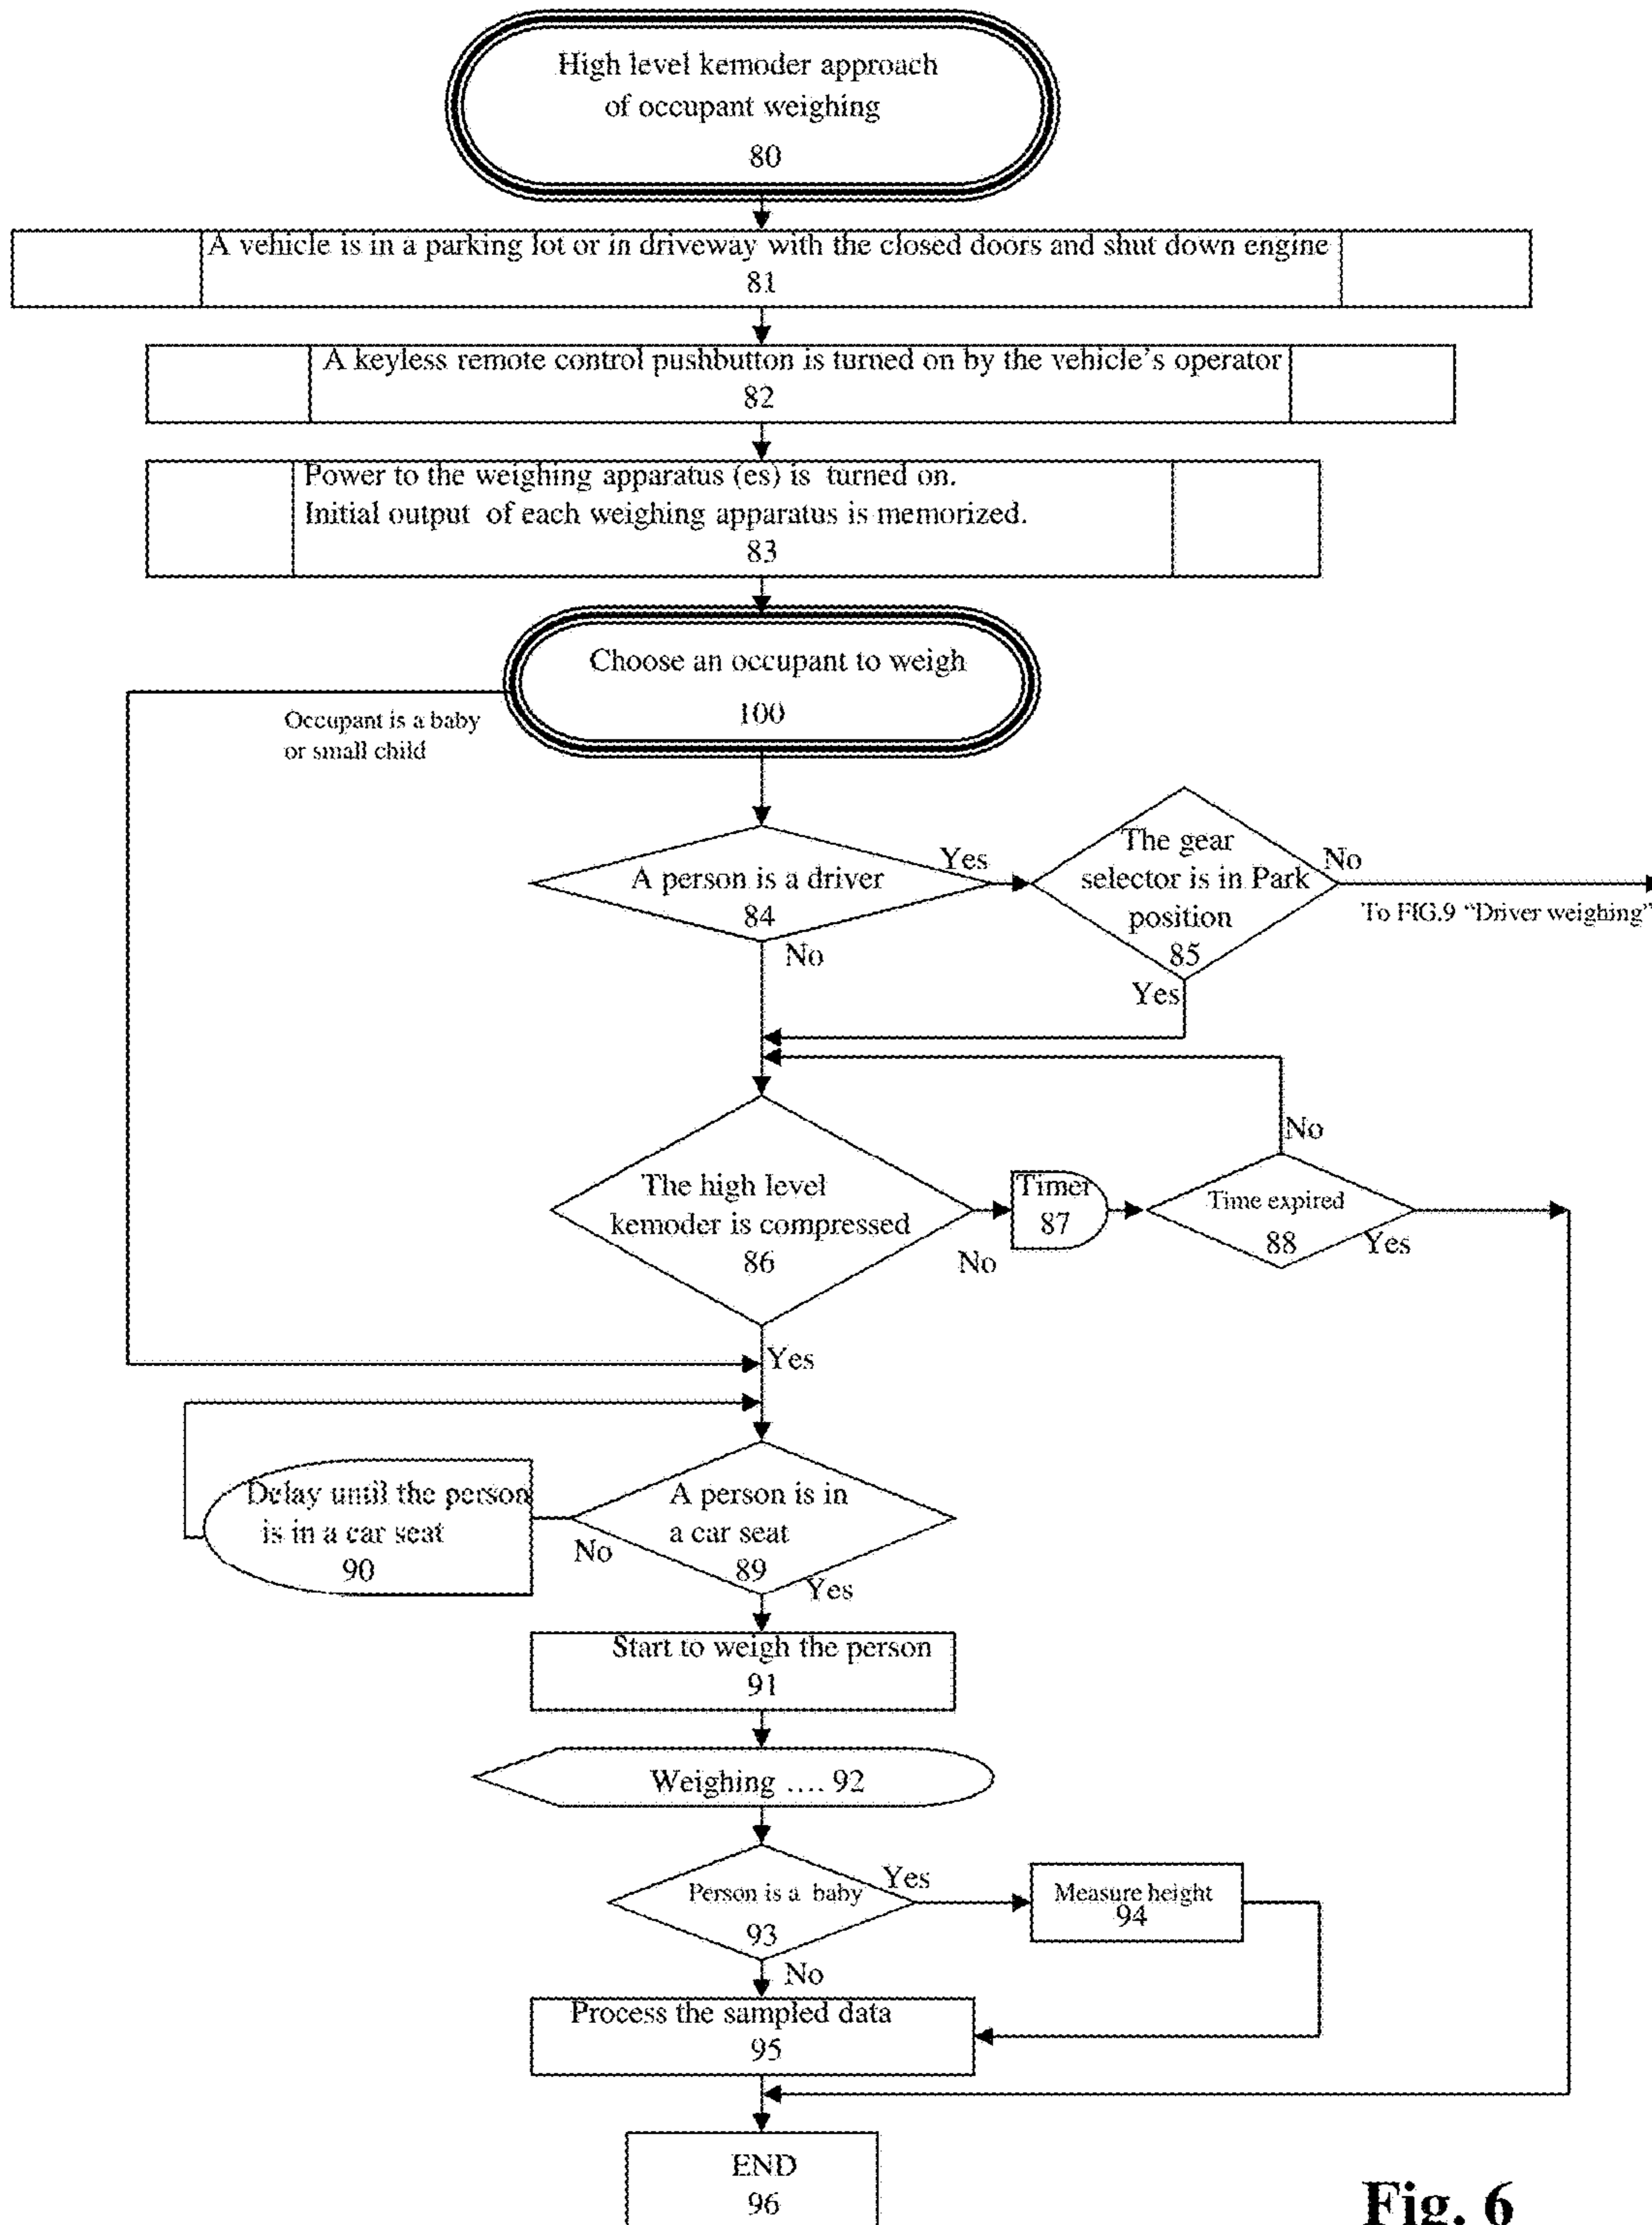 High level kemoder approach
of occupant weighing
80
A vehicle is in a parking lot or in driveway with the closed doors and shut down engine
81
A keyless remote control pushbutton is turned on by the vehicle's operator
82
Power to the weighing apparatus (es) is turned on.
Initial output of each weighing apparatus is memorized.
83
Choose an occupant to weigh
100
Occupant is a baby
or small child
A person is a driver
84
Yes
No
The gear
selector is in Park
position
85
No
Yes
To FIG.9 "Driver weighing"
The high level
kemoder is compressed
86
No
Yes
Timer
87
Time expired
88
No
Yes
A person is in
a car seat
89
No
Yes
Delay until the person
is in a car seat
90
Start to weigh the person
91
Weighing .... 92
Person is a baby
93
Yes
No
Measure height
94
Process the sampled data
95
END
96
Fig. 6